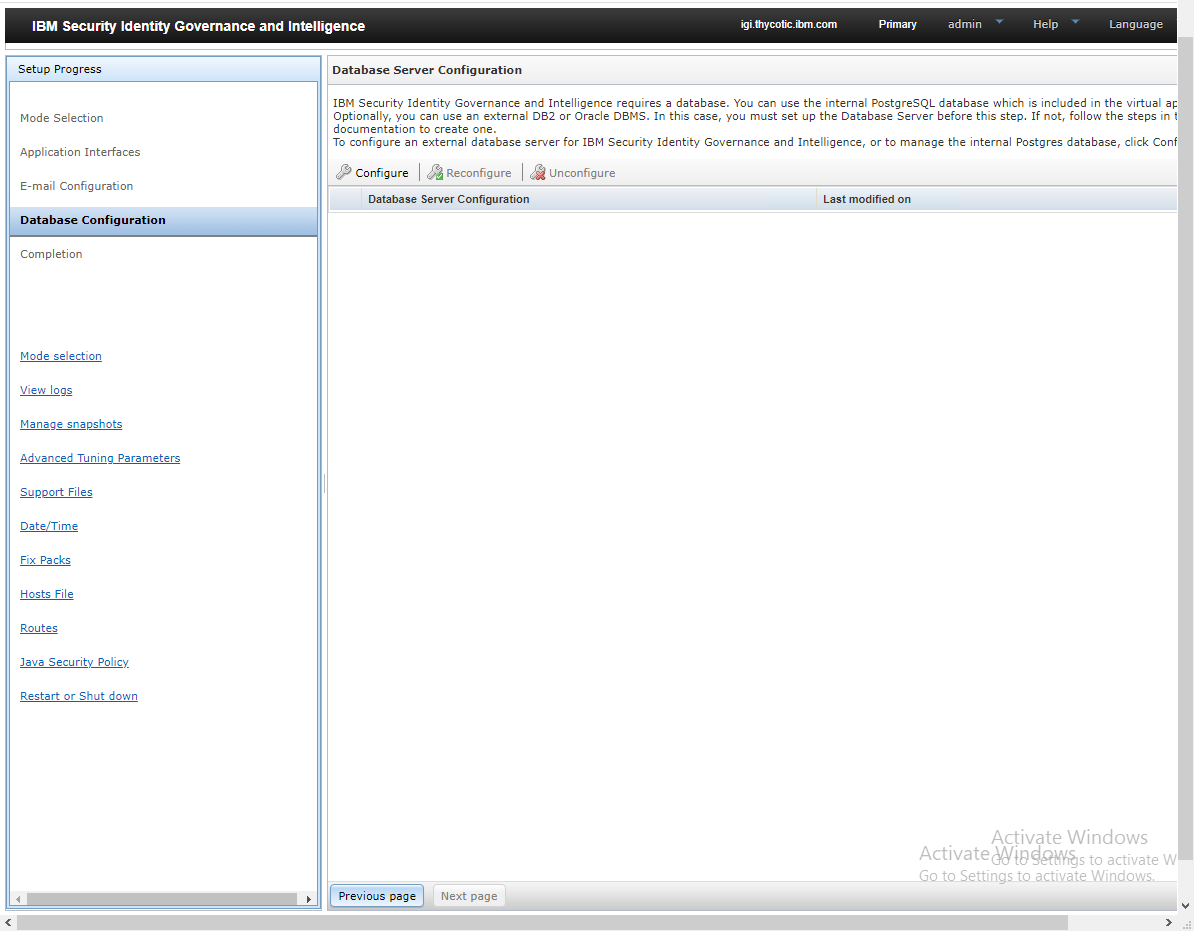 IBM Security Identity Governance and Intelligence
igi.thycotic.ibm.com Primary admin Help Language
Setup Progress
Mode Selection
Application Interfaces
E-mail Configuration
Database Configuration
Completion
Mode selection
View logs
Manage snapshots
Advanced Tuning Parameters
Support Files
Date/Time
Fix Packs
Hosts File
Routes
Java Security Policy
Restart or Shut down
Database Server Configuration
IBM Security Identity Governance and Intelligence requires a database. You can use the internal PostgreSQL database which is included in the virtual ap
Optionally, you can use an external DB2 or Oracle DBMS. In this case, you must set up the Database Server before this step. If not, follow the steps in t
documentation to create one.
To configure an external database server for IBM Security Identity Governance and Intelligence, or to manage the internal Postgres database, click Conf
Configure Reconfigure Unconfigure
Database Server Configuration Last modified on
Activate Windows
Go to Settings to activate W
Activate Windows
Go to Settings to activate Windows.
Previous page Next page